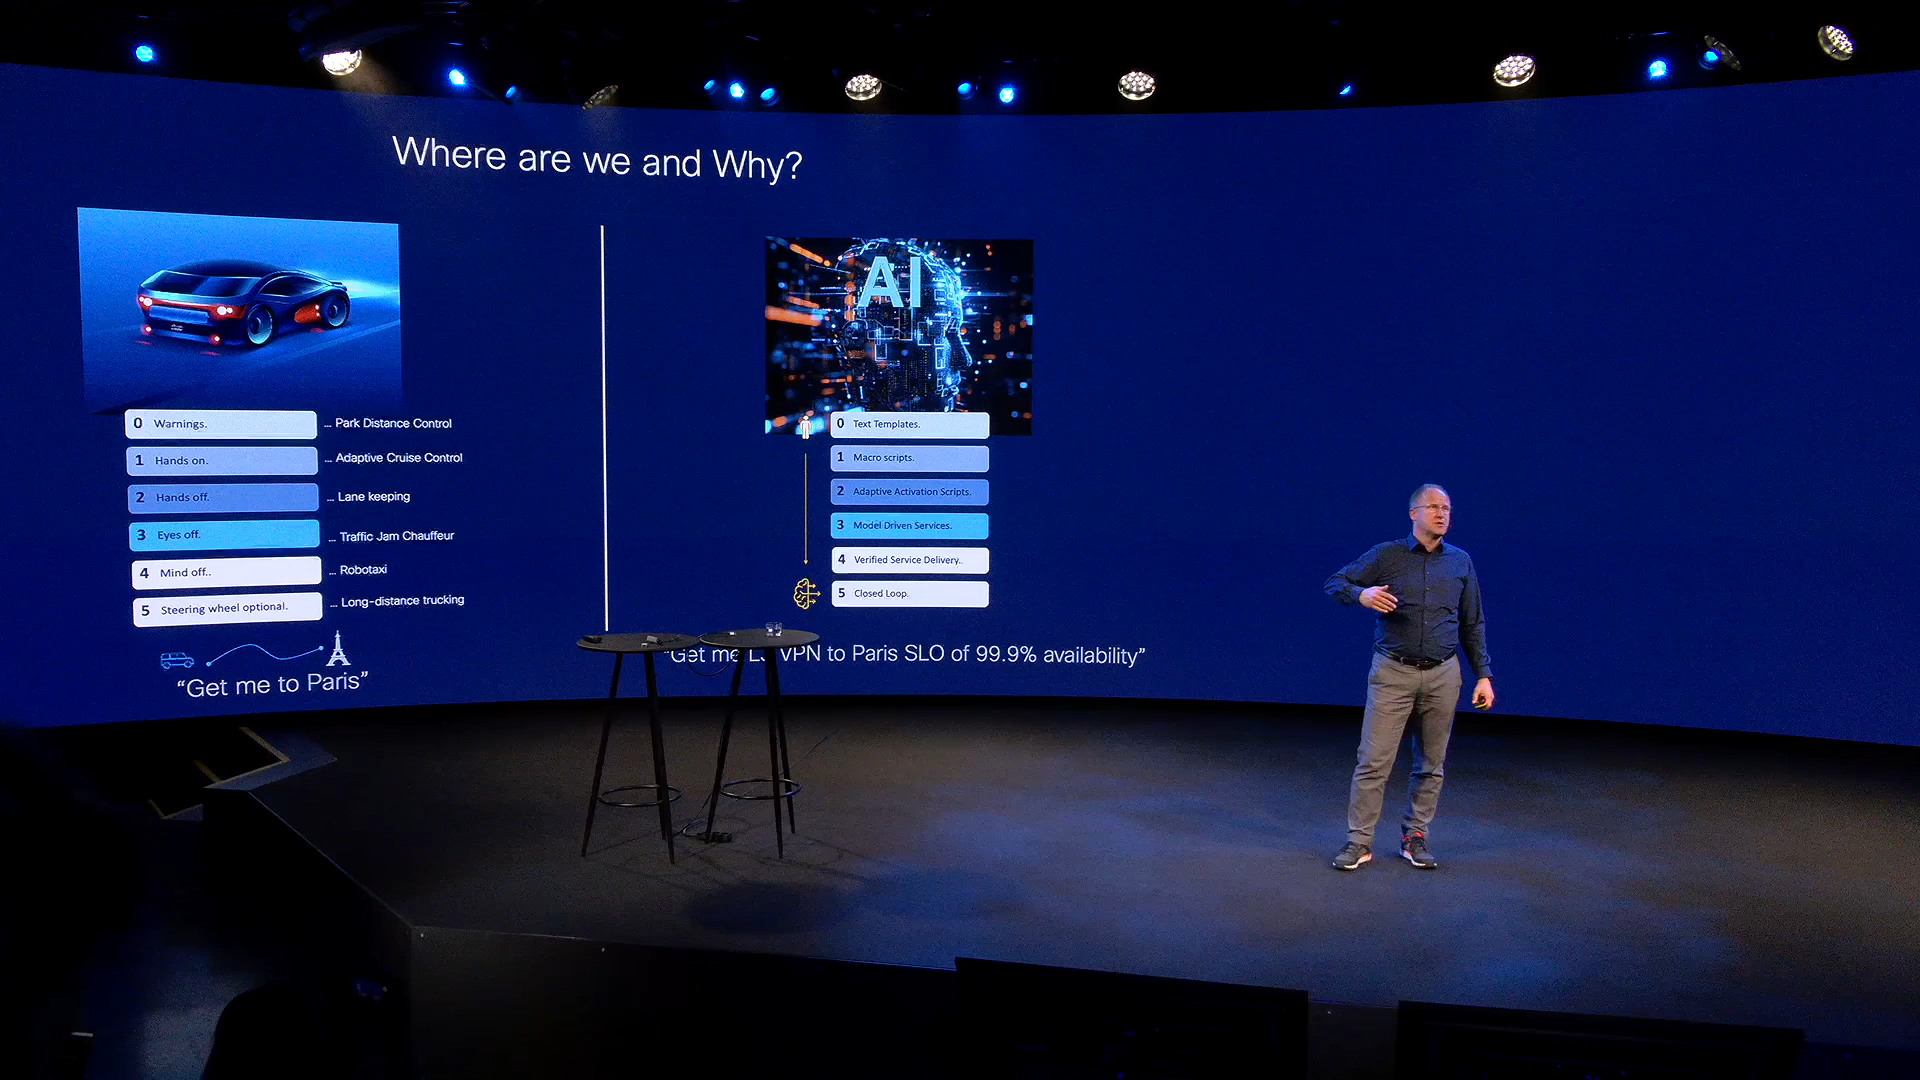 Where are we and Why?
0 Warnings. ... Park Distance Control
1 Hands on. ... Adaptive Cruise Control
2 Hands off. ... Lane keeping
3 Eyes off. ... Traffic Jam Chauffeur
4 Mind off.. ... Robotaxi
5 Steering wheel optional. ... Long-distance trucking
“Get me to Paris”
AI
0 Text Templates.
1 Macro scripts.
2 Adaptive Activation Scripts.
3 Model Driven Services.
4 Verified Service Delivery..
5 Closed Loop.
“Get me L3 VPN to Paris SLO of 99.9% availability”